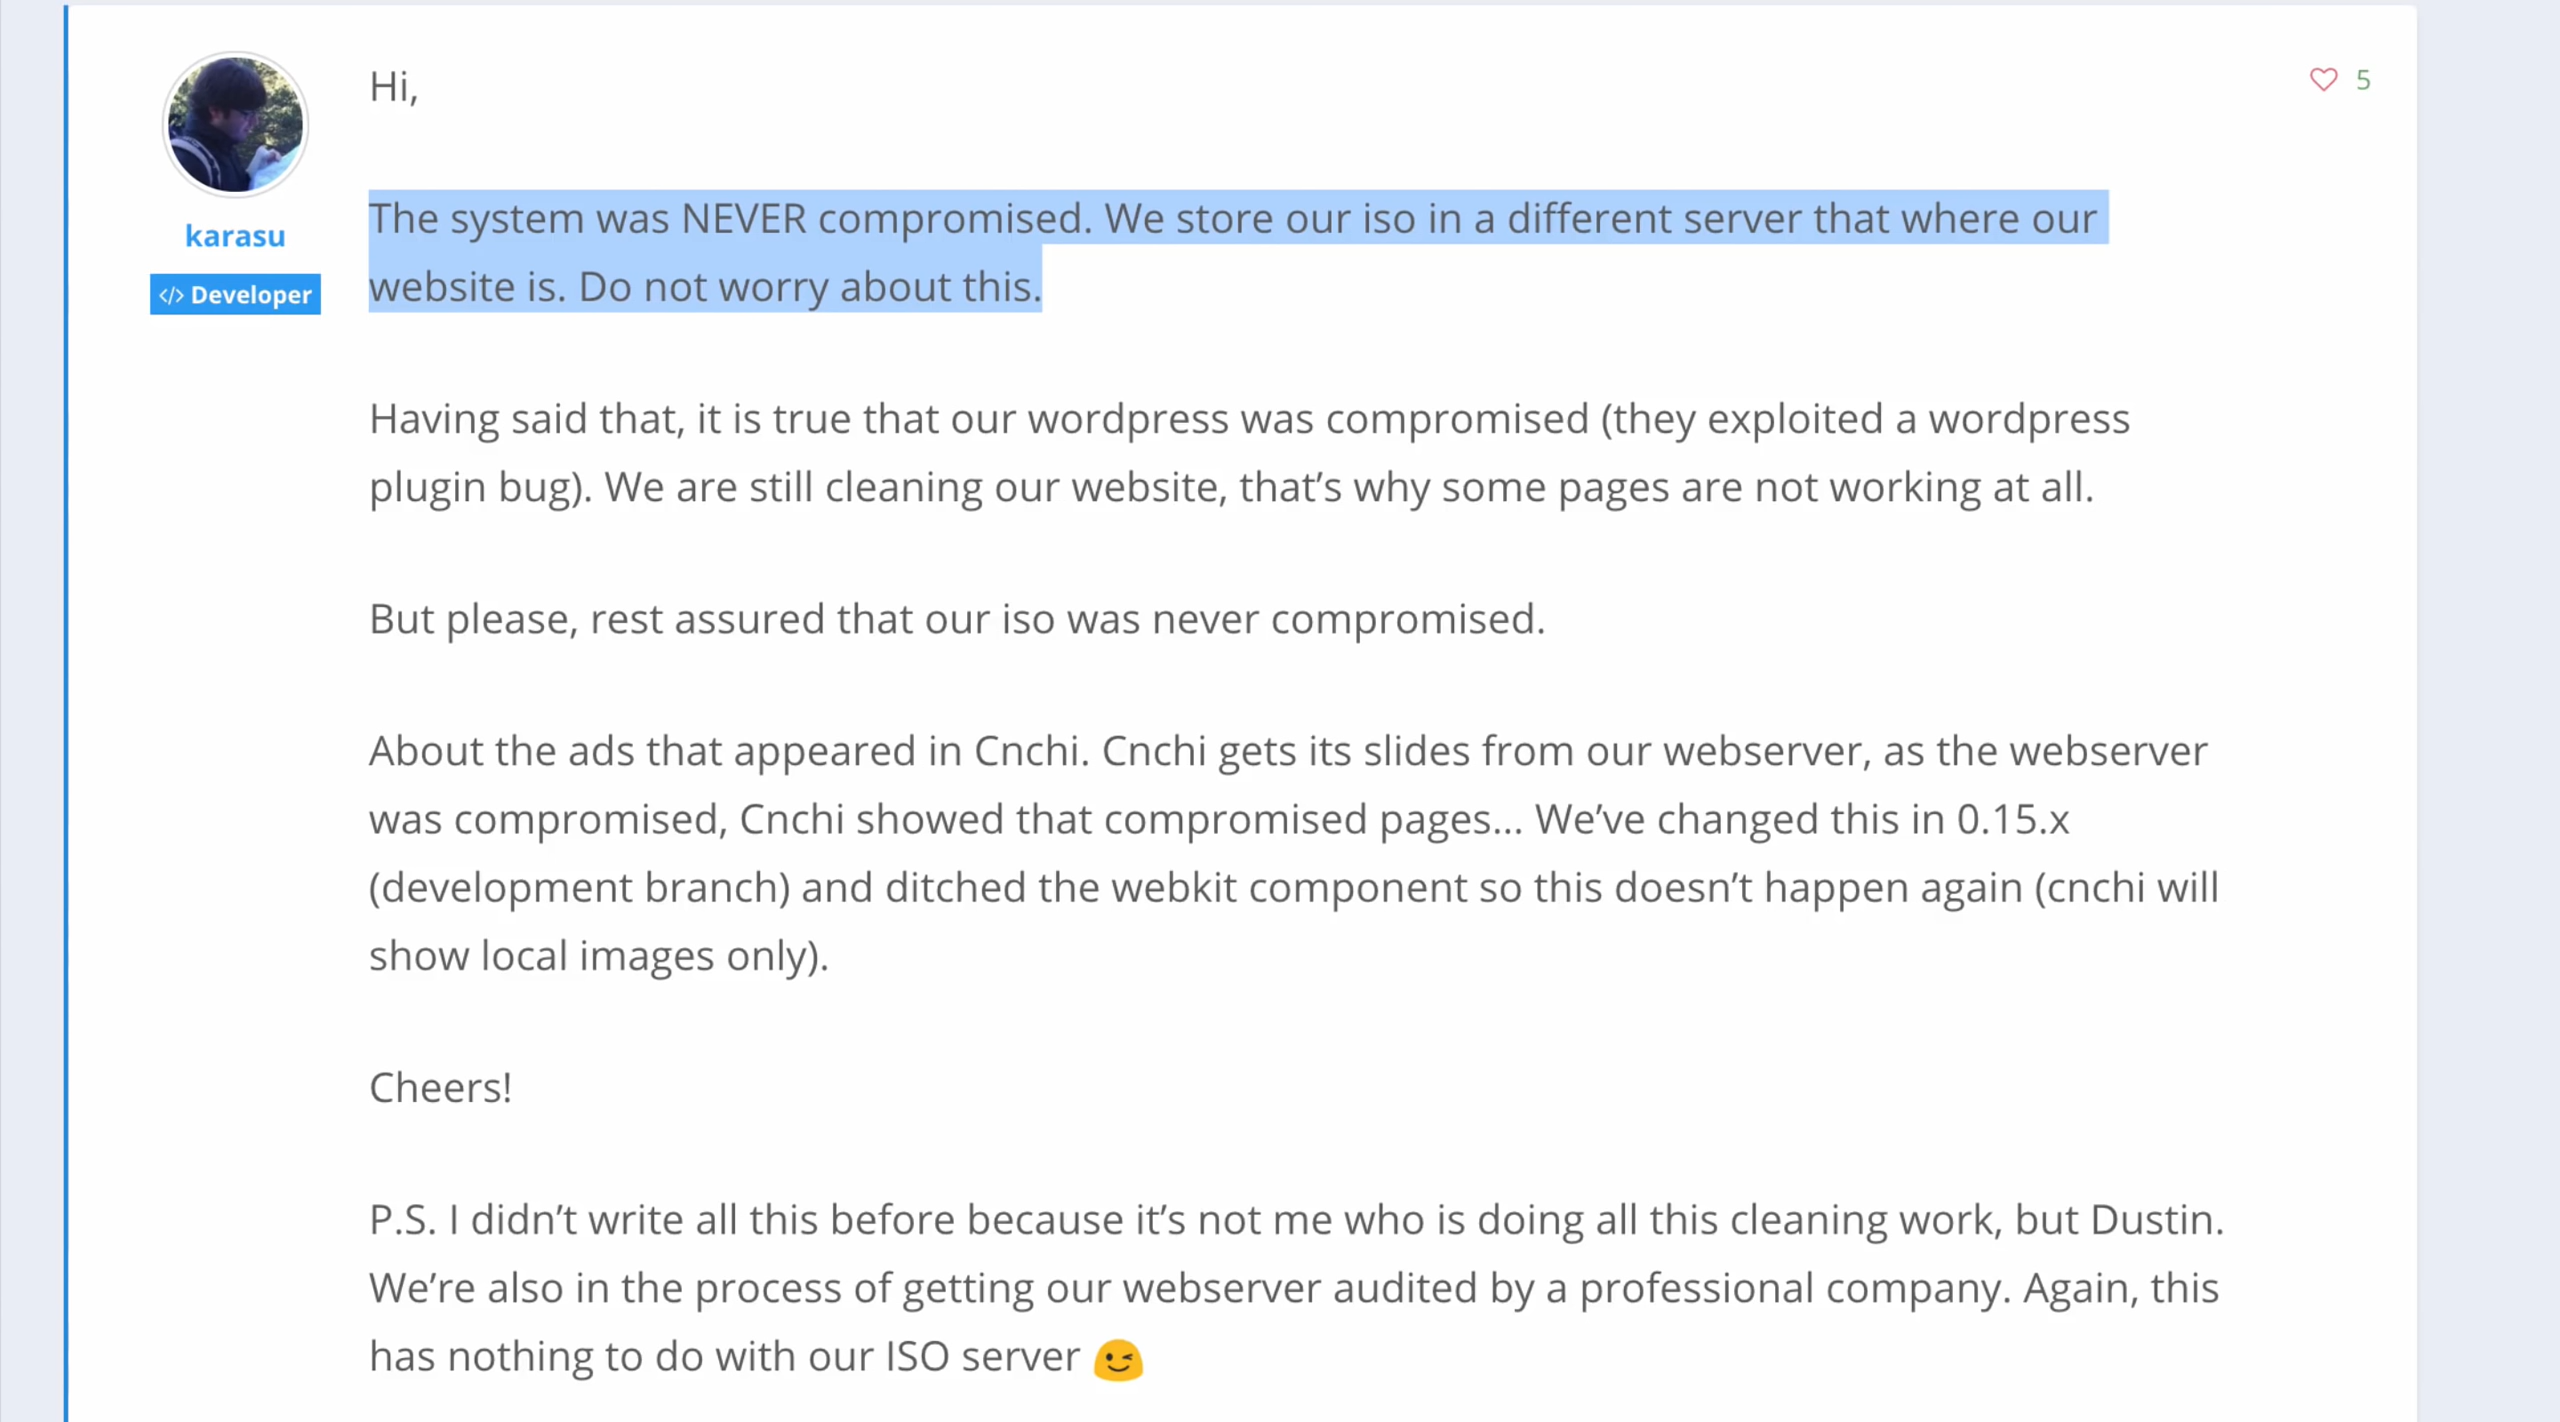 Hi,
5
karasu
</> Developer
The system was NEVER compromised. We store our iso in a different server that where our
website is. Do not worry about this.
Having said that, it is true that our wordpress was compromised (they exploited a wordpress
plugin bug). We are still cleaning our website, that’s why some pages are not working at all.
But please, rest assured that our iso was never compromised.
About the ads that appeared in Cnchi. Cnchi gets its slides from our webserver, as the webserver
was compromised, Cnchi showed that compromised pages… We’ve changed this in 0.15.x
(development branch) and ditched the webkit component so this doesn’t happen again (cnchi will
show local images only).
Cheers!
P.S. I didn’t write all this before because it’s not me who is doing all this cleaning work, but Dustin.
We’re also in the process of getting our webserver audited by a professional company. Again, this
has nothing to do with our ISO server 😉